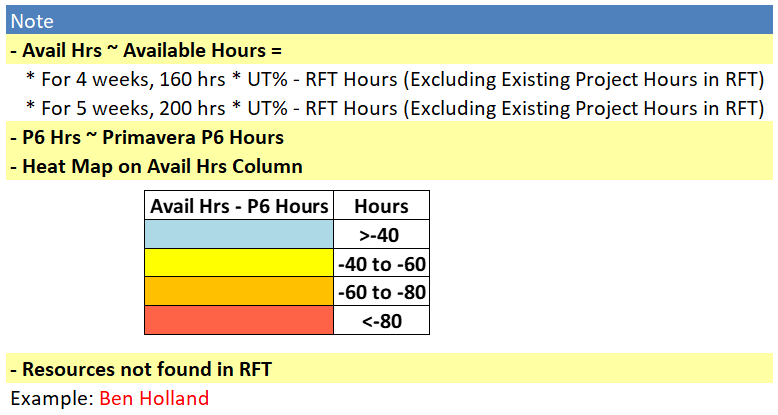 Note
- Avail Hrs ~ Available Hours =
* For 4 weeks, 160 hrs * UT% - RFT Hours (Excluding Existing Project Hours in RFT)
* For 5 weeks, 200 hrs * UT% - RFT Hours (Excluding Existing Project Hours in RFT)
- P6 Hrs ~ Primavera P6 Hours
- Heat Map on Avail Hrs Column
Avail Hrs - P6 Hours Hours
>-40
-40 to -60
-60 to -80
<-80
- Resources not found in RFT
Example: Ben Holland